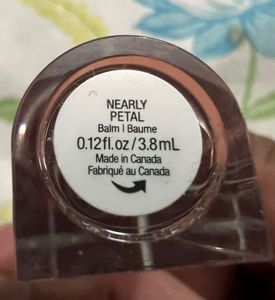 NEARLY
PETAL
Balm | Baume
0.12fl.oz/3.8mL
Made in Canada
Fabriqué au Canada